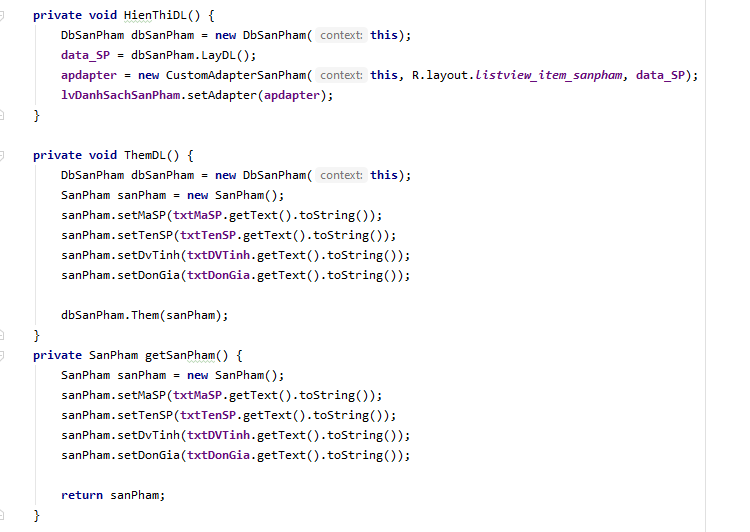 private void HienThiDL() {
DbSanPham dbSanPham = new DbSanPham( context: this);
data_SP = dbSanPham.LayDL();
apdapter = new CustomAdapterSanPham( context: this, R.layout.listview_item_sanpham, data_SP);
lvDanhSachSanPham.setAdapter(apdapter);
}
private void ThemDL() {
DbSanPham dbSanPham = new DbSanPham( context: this);
SanPham sanPham = new SanPham();
sanPham.setMaSP(txtMaSP.getText().toString());
sanPham.setTenSP(txtTenSP.getText().toString());
sanPham.setDvTinh(txtDVTinh.getText().toString());
sanPham.setDonGia(txtDonGia.getText().toString());
dbSanPham.Them(sanPham);
}
private SanPham getSanPham() {
SanPham sanPham = new SanPham();
sanPham.setMaSP(txtMaSP.getText().toString());
sanPham.setTenSP(txtTenSP.getText().toString());
sanPham.setDvTinh(txtDVTinh.getText().toString());
sanPham.setDonGia(txtDonGia.getText().toString());
return sanPham;
}